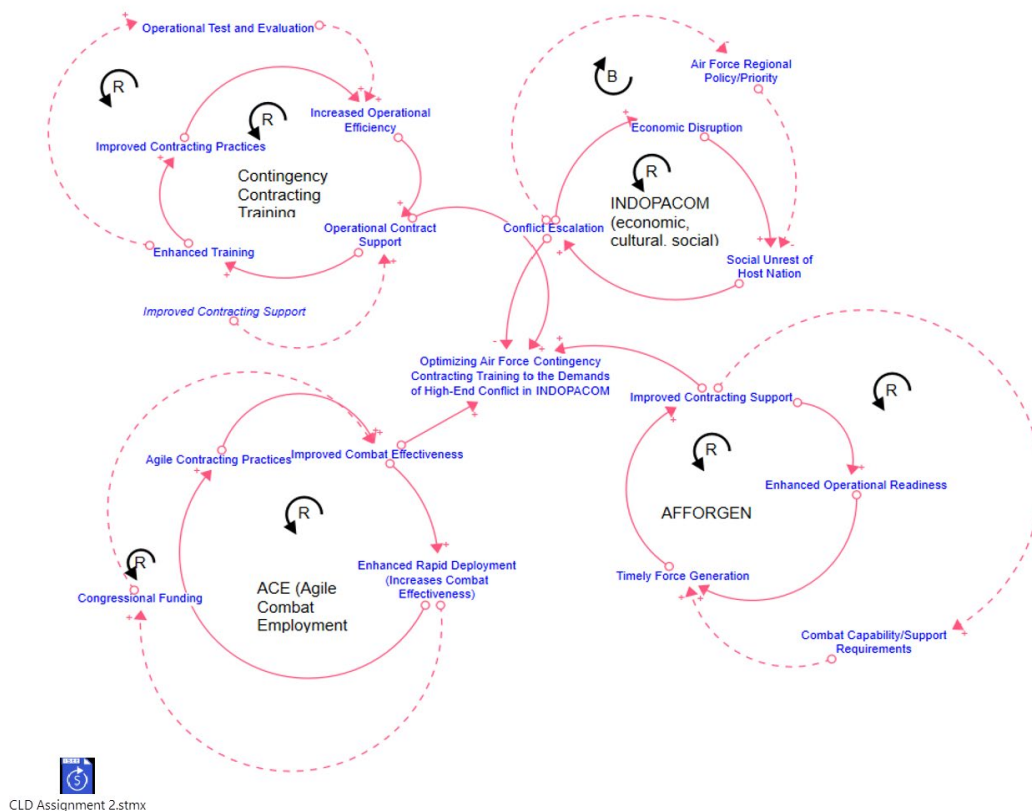 Operational Test and Evaluation
R
R
Increased Operational
Efficiency
Improved Contracting Practices
Contingency
Contracting
Training
Operational Contract
Support
Enhanced Training
Improved Contracting Support
Air Force Regional
Policy/Priority
B
Economic Disruption
R
INDOPACOM
(economic,
cultural, social)
Conflict Escalation
Social Unrest of
Host Nation
Optimizing Air Force Contingency
Contracting Training to the Demands
of High-End Conflict in INDOPACOM
Agile Contracting Practices
Improved Combat Effectiveness
R
Enhanced Rapid Deployment
(Increases Combat
Effectiveness)
R
Congressional Funding
ACE (Agile
Combat
Employment
Improved Contracting Support
R
R
Enhanced Operational Readiness
AFFORGEN
Timely Force Generation
Combat Capability/Support
Requirements
CLD Assignment 2.stmx